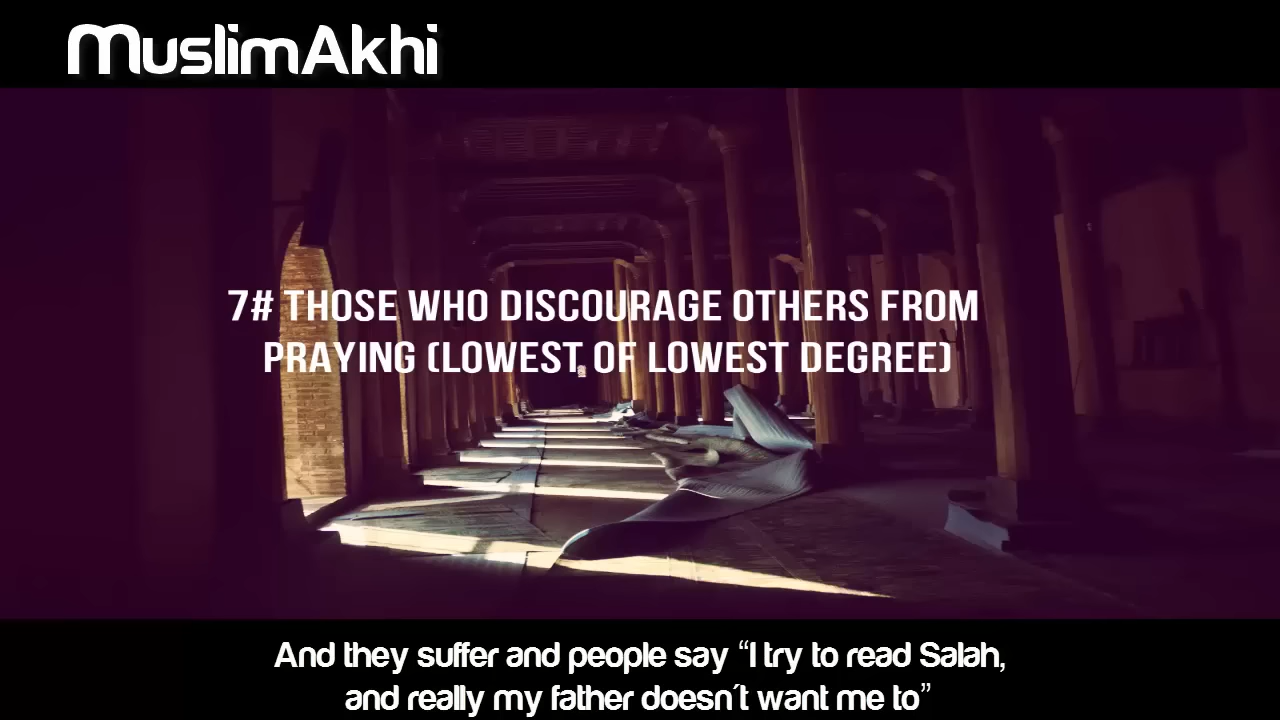 MuslimAkhi
7# THOSE WHO DISCOURAGE OTHERS FROM
PRAYING (LOWEST OF LOWEST DEGREE)
And they suffer and people say “I try to read Salah,
and really my father doesn´t want me to”